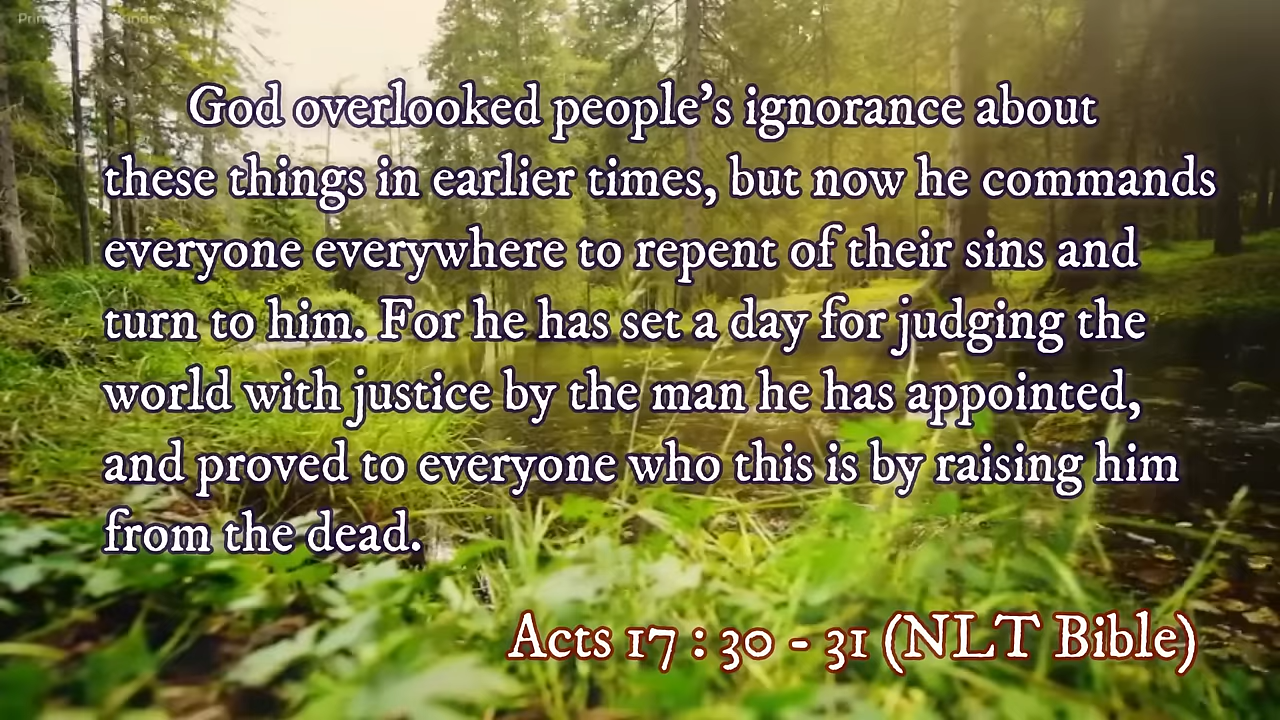 God overlooked people's ignorance about
these things in earlier times, but now he commands
everyone everywhere to repent of their sins and
turn to him. For he has set a day for judging the
world with justice by the man he has appointed,
and proved to everyone who this is by raising him
from the dead.
Acts 17 : 30 - 31 (NLT Bible)